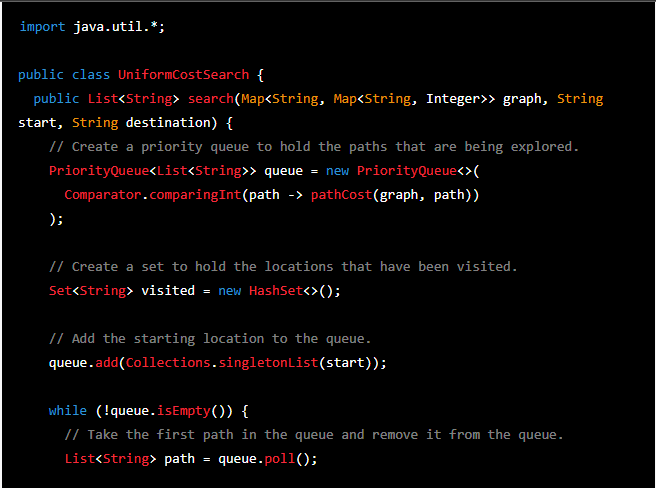 import java.util.*;
public class UniformCostSearch {
public List<String> search(Map<String, Map<String, Integer>> graph, String
start, String destination) {
// Create a priority queue to hold the paths that are being explored.
PriorityQueue<List<String>> queue = new PriorityQueue<>(
Comparator.comparingInt(path -> pathCost(graph, path))
);
// Create a set to hold the locations that have been visited.
Set<String> visited = new HashSet<>();
// Add the starting location to the queue.
queue.add(Collections.singletonList(start));
while (!queue.isEmpty()) {
// Take the first path in the queue and remove it from the queue.
List<String> path = queue.poll();